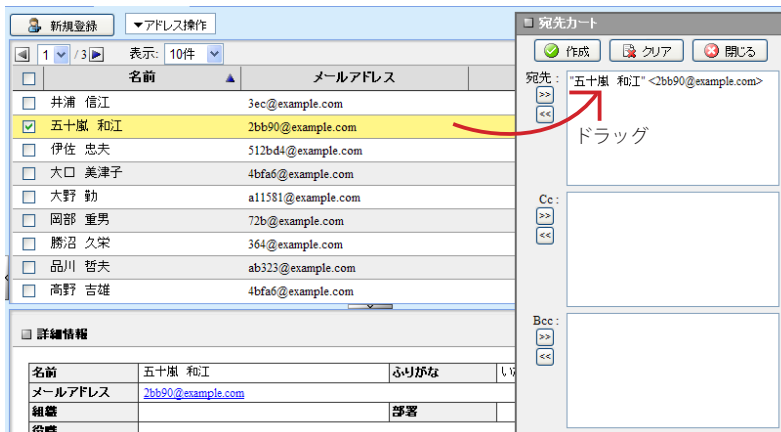 新規登録 ▼アドレス操作
1 / 3 表示: 10件
名前 ▲ メールアドレス
井浦 信江 3ec@example.com
五十嵐 和江 2bb90@example.com
伊佐 忠夫 512bd4@example.com
大口 美津子 4bfa6@example.com
大野 勤 a11581@example.com
岡部 重男 72b@example.com
勝沼 久栄 364@example.com
品川 哲夫 ab323@example.com
高野 吉雄 4bfa6@example.com
詳細情報
名前 五十嵐 和江 ふりがな
メールアドレス 2bb90@example.com
組織 部署
役職
宛先カート
作成 クリア 閉じる
宛先 : "五十嵐 和江" <2bb90@example.com>
>>
<<
ドラッグ
Cc :
>>
<<
Bcc :
>>
<<